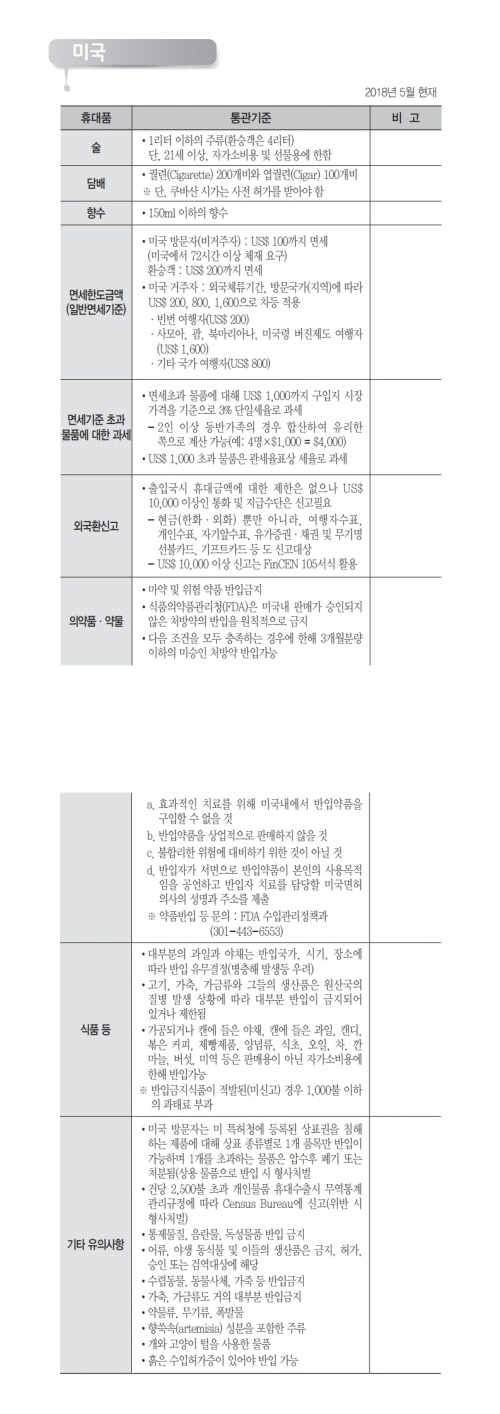 미국
2018년 5월 현재
휴대품 통관기준 비 고
술
•1리터 이하의 주류(환승객은 4리터)
단, 21세 이상, 자가소비용 및 선물용에 한함
담배
•궐련(Cigarette) 200개비와 엽궐련(Cigar) 100개비
※ 단, 쿠바산 시가는 사전 허가를 받아야 함
향수
•150ml 이하의 향수
면세한도금액
(일반면세기준)
•미국 방문자(비거주자) : US$ 100까지 면세
(미국에서 72시간 이상 체재 요구)
환승객 : US$ 200까지 면세
•미국 거주자 : 외국체류기간, 방문국가(지역)에 따라
US$ 200, 800, 1,600으로 차등 적용
· 빈번 여행자(US$ 200)
· 사모아, 괌, 북마리아나, 미국령 버진제도 여행자
(US$ 1,600)
· 기타 국가 여행자(US$ 800)
면세기준 초과
물품에 대한 과세
•면세초과 물품에 대해 US$ 1,000까지 구입지 시장
가격을 기준으로 3% 단일세율로 과세
− 2인 이상 동반가족의 경우 합산하여 유리한
쪽으로 계산 가능(예: 4명×$1,000 = $4,000)
•US$ 1,000 초과 물품은 관세율표상 세율로 과세
외국환신고
•출입국시 휴대금액에 대한 제한은 없으나 US$
10,000 이상인 통화 및 지급수단은 신고필요
− 현금(한화 · 외화) 뿐만 아니라, 여행자수표,
개인수표, 자기앞수표, 유가증권 · 채권 및 무기명
선불카드, 기프트카드 등 도 신고대상
− US$ 10,000 이상 신고는 FinCEN 105서식 활용
의약품 · 약물
•마약 및 위험 약품 반입금지
•식품의약품관리청(FDA)은 미국내 판매가 승인되지
않은 처방약의 반입을 원칙적으로 금지
•다음 조건을 모두 충족하는 경우에 한해 3개월분량
이하의 미승인 처방약 반입가능
a. 효과적인 치료를 위해 미국내에서 반입약품을
구입할 수 없을 것
b. 반입약품을 상업적으로 판매하지 않을 것
c. 불합리한 위험에 대비하기 위한 것이 아닐 것
d. 반입자가 서면으로 반입약품이 본인의 사용목적
임을 공언하고 반입자 치료를 담당할 미국면허
의사의 성명과 주소를 제출
※ 약품반입 등 문의 : FDA 수입관리정책과
(301−443−6553)
식품 등
•대부분의 과일과 야채는 반입국가, 시기, 장소에
따라 반입 유무결정(병충해 발생등 우려)
•고기, 가축, 가금류와 그들의 생산품은 원산국의
질병 발생 상황에 따라 대부분 반입이 금지되어
있거나 제한됨
•가공되거나 캔에 들은 야채, 캔에 들은 과일, 캔디,
볶은 커피, 제빵제품, 양념류, 식초, 오일, 차, 깐
마늘, 버섯, 미역 등은 판매용이 아닌 자가소비용에
한해 반입가능
※ 반입금지식품이 적발된(미신고) 경우 1,000불 이하
의 과태료 부과
기타 유의사항
•미국 방문자는 미 특허청에 등록된 상표권을 침해
하는 제품에 대해 상표 종류별로 1개 품목만 반입이
가능하며 1개를 초과하는 물품은 압수후 폐기 또는
처분됨(상용 물품으로 반입 시 형사처벌
•건당 2,500불 초과 개인물품 휴대수출시 무역통계
관리규정에 따라 Census Bureau에 신고(위반 시
형사처벌)
•통제물질, 음란물, 독성물품 반입 금지
•어류, 야생 동식물 및 이들의 생산품은 금지, 허가,
승인 또는 검역대상에 해당
•수렵동물, 동물사체, 가죽 등 반입금지
•가축, 가금류도 거의 대부분 반입금지
•약물류, 무기류, 폭발물
•향쑥속(artemisia) 성분을 포함한 주류
•개와 고양이 털을 사용한 물품
•흙은 수입허가증이 있어야 반입 가능